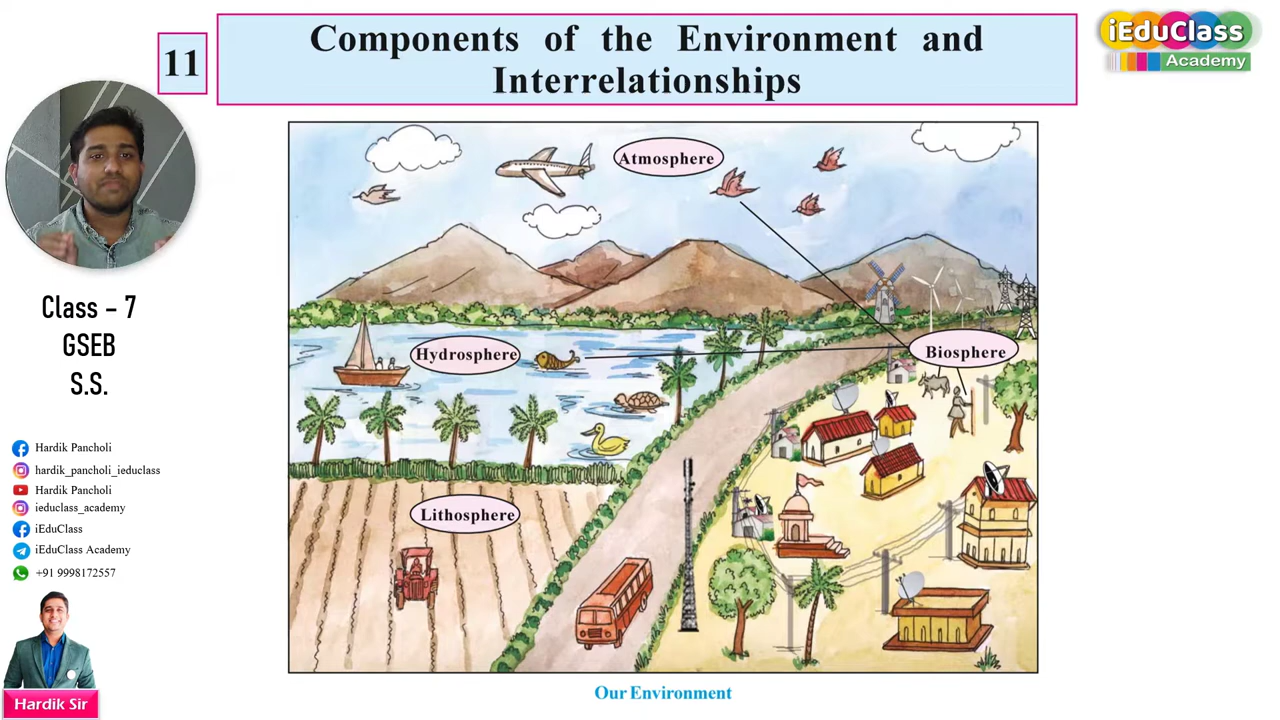 11
Components of the Environment and
Interrelationships
iEduClass
Academy
Class – 7
GSEB
S.S.
Hardik Pancholi
hardik_pancholi_ieduclass
Hardik Pancholi
ieduclass_academy
iEduClass
iEduClass Academy
+91 9998172557
Hardik Sir
Atmosphere
Hydrosphere
Biosphere
Lithosphere
Our Environment